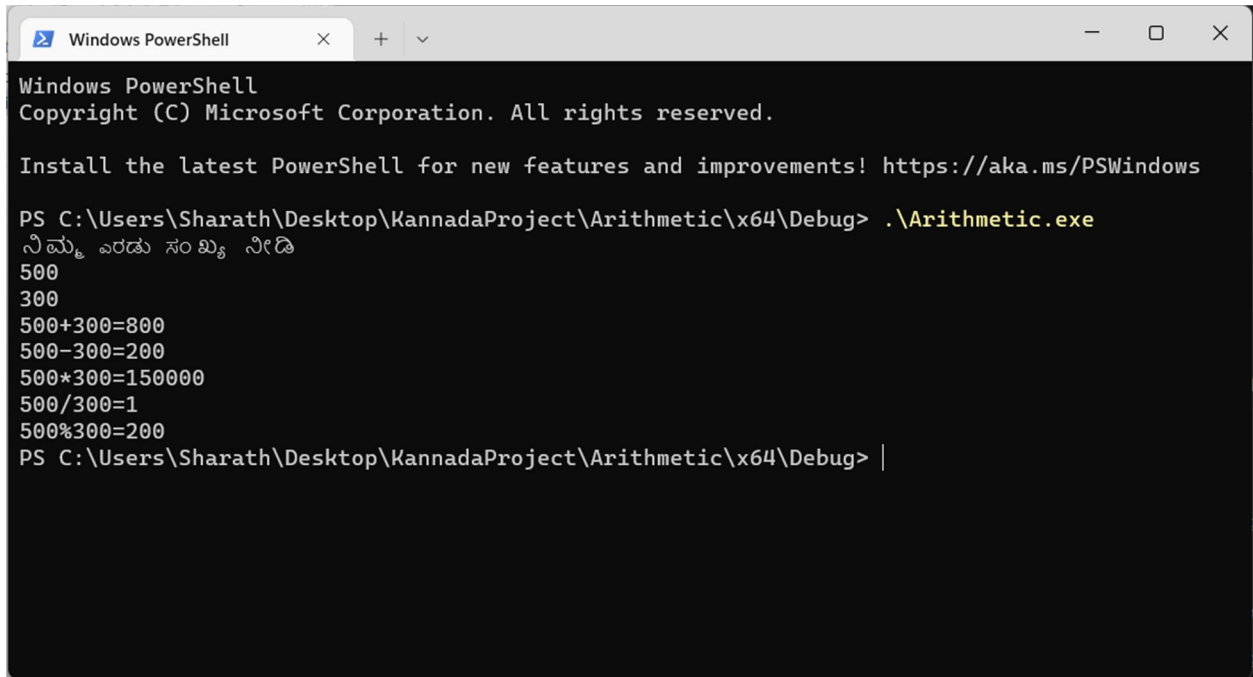 Windows PowerShell
Windows PowerShell
Copyright (C) Microsoft Corporation. All rights reserved.
Install the latest PowerShell for new features and improvements! https://aka.ms/PSWindows
PS C:\Users\Sharath\Desktop\KannadaProject\Arithmetic\x64\Debug> .\Arithmetic.exe
ನಿಮ್ಮ ಎರಡು ಸಂಖ್ಯ ನೀಡಿ
500
300
500+300=800
500-300=200
500*300=150000
500/300=1
500%300=200
PS C:\Users\Sharath\Desktop\KannadaProject\Arithmetic\x64\Debug>